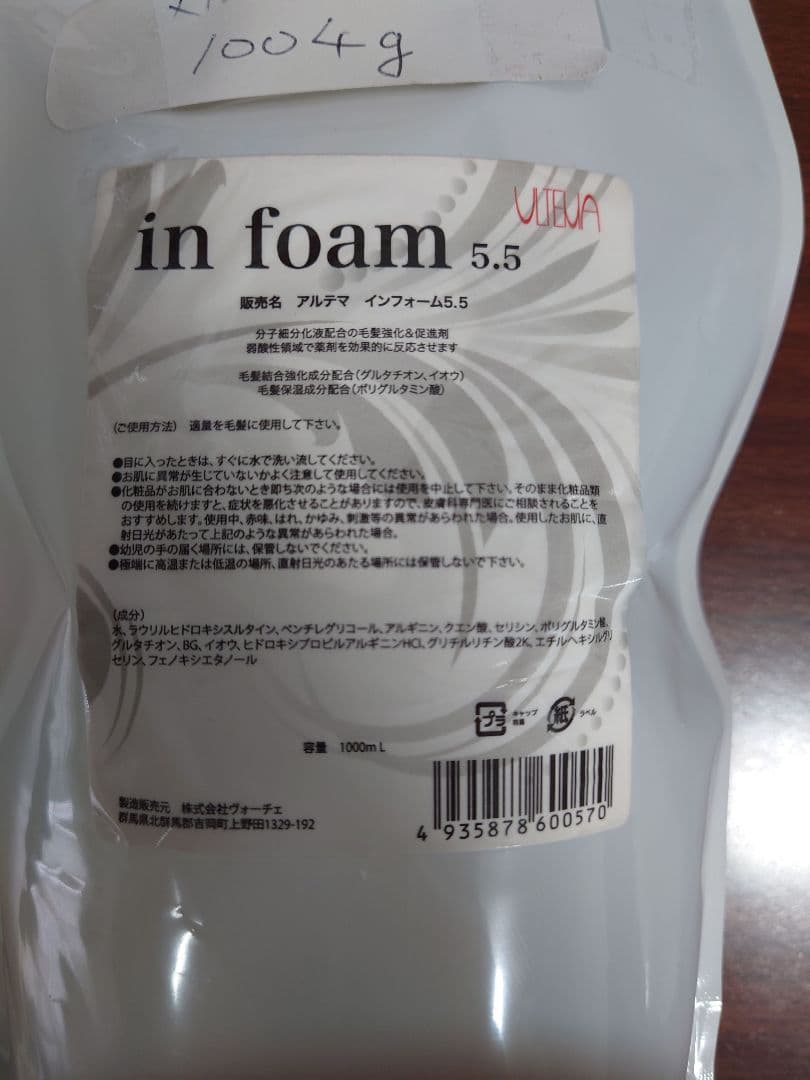 1004g
ULTEMA
in foam 5.5
販売名 アルテマ インフォーム5.5
分子細分化液配合の毛髪強化&促進剤
弱酸性領域で薬剤を効果的に反応させます
毛髪結合強化成分配合(グルタチオン、イオウ)
毛髪保湿成分配合(ポリグルタミン酸)
(ご使用方法) 適量を毛髪に使用して下さい。
●目に入ったときは、すぐに水で洗い流してください。
●お肌に異常が生じていないかよく注意して使用してください。
●化粧品がお肌に合わないとき即ち次のような場合には使用を中止して下さい。そのまま化粧品類
の使用を続けますと、症状を悪化させることがありますので、皮膚科専門医にご相談されることを
おすすめします。使用中、赤味、はれ、かゆみ、刺激等の異常があらわれた場合。使用したお肌に、直
射日光があたって上記のような異常があらわれた場合。
●幼児の手の届く場所には、保管しないでください。
●極端に高温または低温の場所、直射日光のあたる場所には保管しないで下さい。
(成分)
水、ラウリルヒドロキシスルタイン、ペンチレグリコール、アルギニン、クエン酸、セリシン、ポリグルタミン酸、
グルタチオン、BG、イオウ、ヒドロキシプロピルアルギニンHCl、グリチルリチン酸2K、エチルヘキシルグリ
セリン、フェノキシエタノール
プラ キャップ 容器 紙 ラベル
容量 1000mL
製造販売元 株式会社ヴォーチェ
群馬県北群馬郡吉岡町上野田1329-192
4 935878 600570